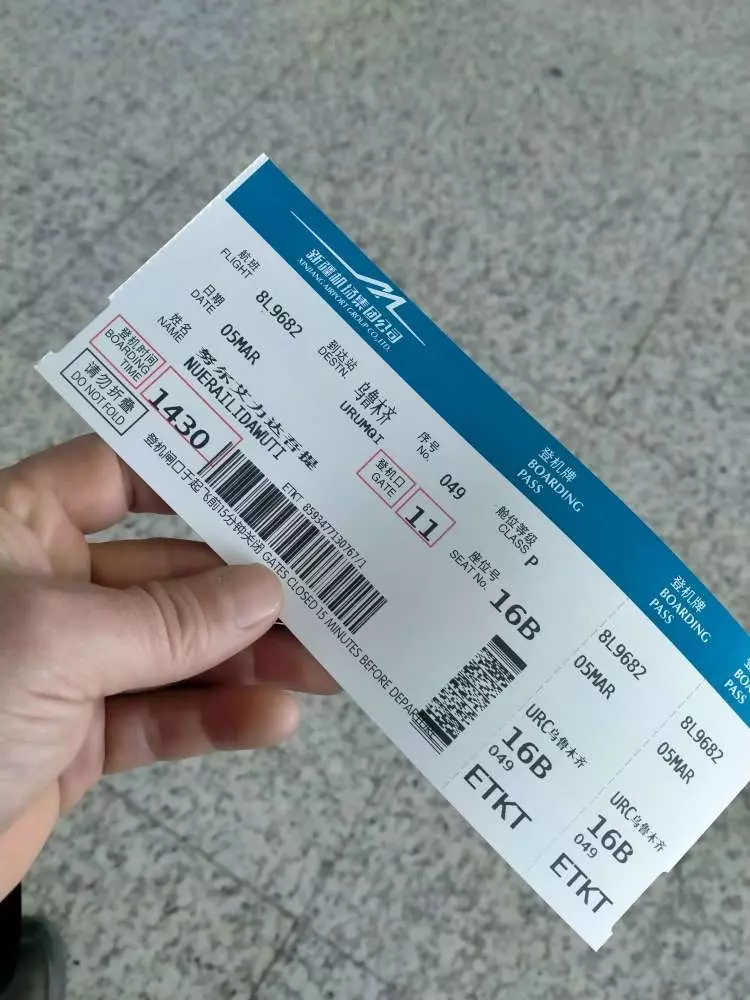 新疆机场集团公司
XINJIANG AIRPORT GROUP CO.,LTD.
登机牌
BOARDING
PASS
登机牌
BOARDING
PASS
BOARDING
PASS
航班
FLIGHT
8L9682
日期
DATE
05MAR
到达站
DESTN.
乌鲁木齐
URUMQI
序号
No.
049
舱位等级
CLASS
P
姓名
NAME
努尔艾力达吾提
NUERAILIDAWUTI
登机口
GATE
11
座位号
SEAT No.
16B
登机时间
BOARDING
TIME
1430
ETKT 8593471307671/1
请勿折叠
DO NOT FOLD
登机闸口于起飞前15分钟关闭 GATES CLOSED 15 MINUTES BEFORE
8L9682
05MAR
URC乌鲁木齐
16B
049
ETKT
8L9682
05MAR
URC乌鲁木齐
16B
049
ETKT